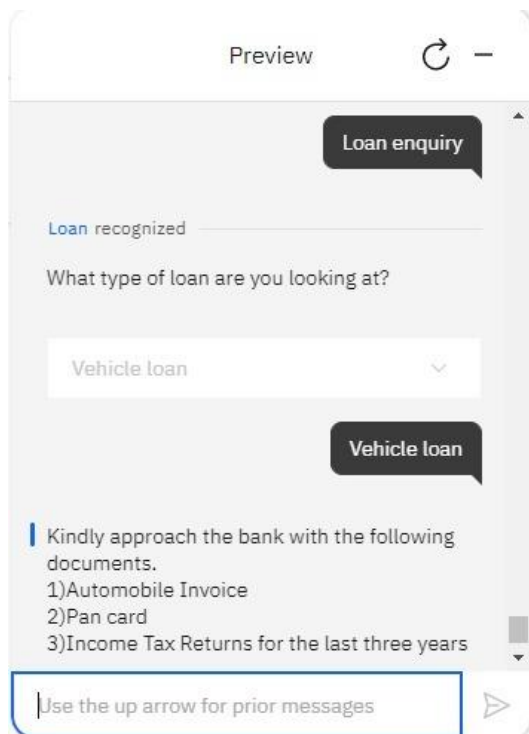 Preview
Loan enquiry
Loan recognized
What type of loan are you looking at?
Vehicle loan
Vehicle loan
Kindly approach the bank with the following
documents.
1)Automobile Invoice
2)Pan card
3)Income Tax Returns for the last three years
Use the up arrow for prior messages